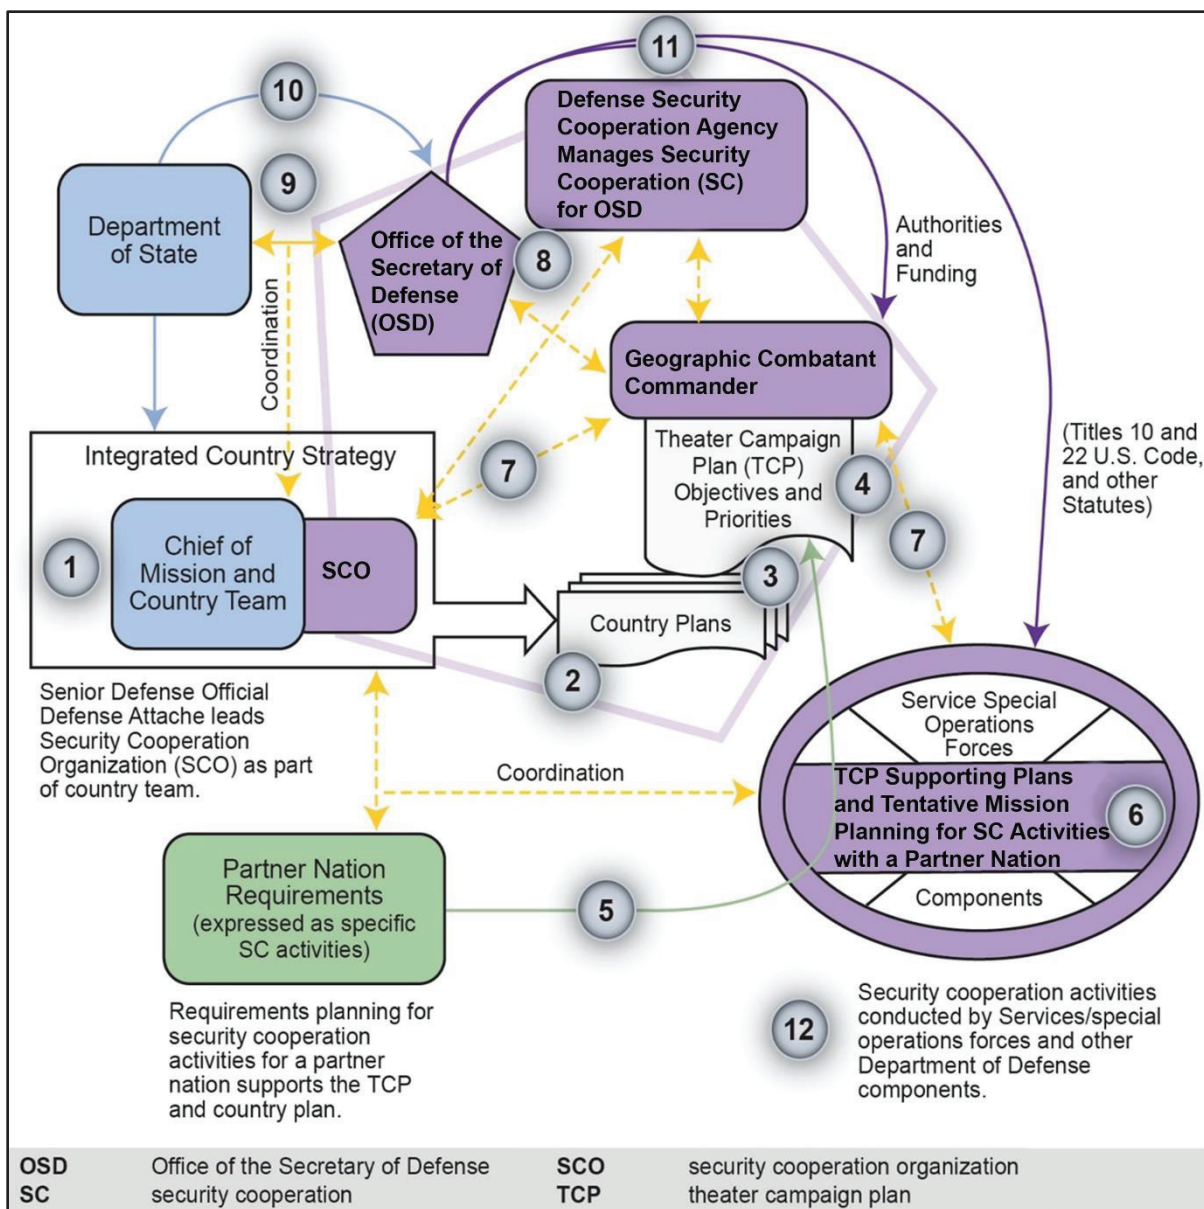 11
10
Defense Security
Cooperation Agency
Manages Security
Cooperation (SC)
for OSD
9
Department
of State
Office of the
Secretary of
Defense
(OSD)
8
Authorities
and
Funding
Coordination
Geographic Combatant
Commander
Theater Campaign
Plan (TCP)
Objectives and
Priorities
4
(Titles 10 and
22 U.S. Code,
and other
Statutes)
7
7
Integrated Country Strategy
1
Chief of
Mission and
Country Team
SCO
3
Country Plans
2
Senior Defense Official
Defense Attache leads
Security Cooperation
Organization (SCO) as part
of country team.
Coordination
Service Special
Operations
Forces
TCP Supporting Plans
and Tentative Mission
Planning for SC Activities
with a Partner Nation
6
Components
Partner Nation
Requirements
(expressed as specific
SC activities)
5
Requirements planning for
security cooperation
activities for a partner
nation supports the TCP
and country plan.
12
Security cooperation activities
conducted by Services/special
operations forces and other
Department of Defense
components.
OSD Office of the Secretary of Defense SCO security cooperation organization
SC security cooperation TCP theater campaign plan